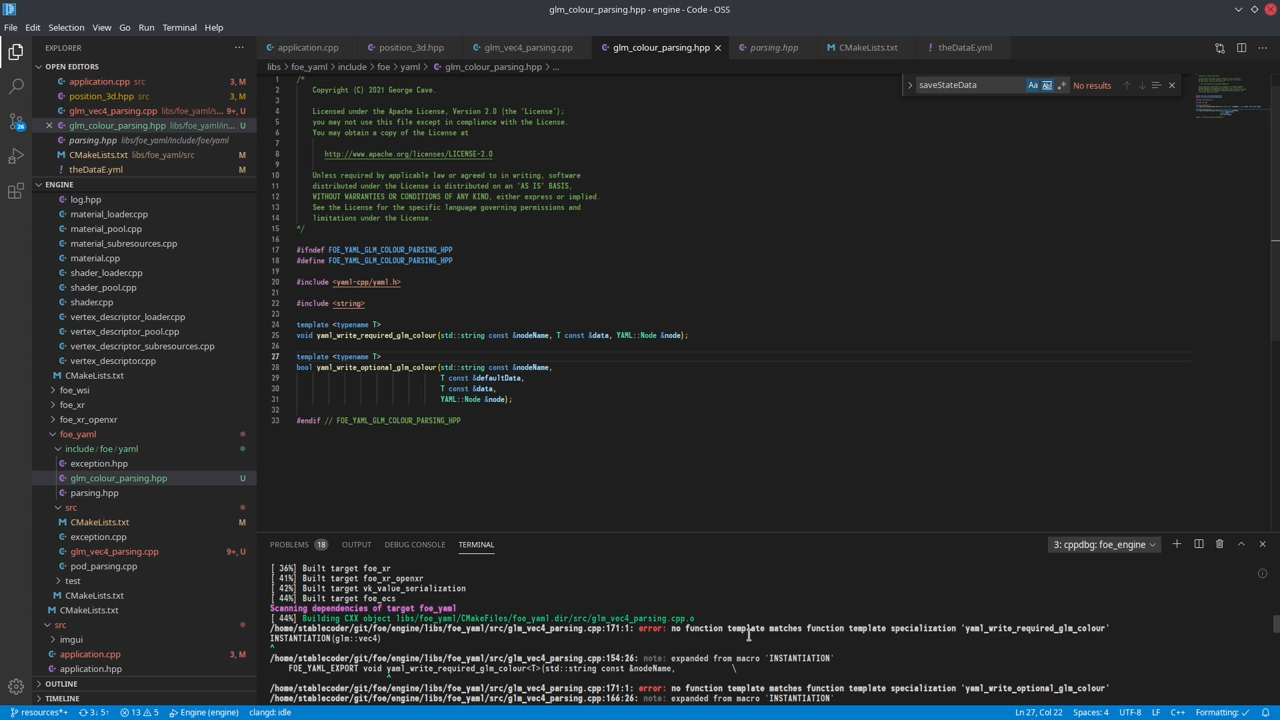 glm_colour_parsing.hpp - engine - Code - OSS
File Edit Selection View Go Run Terminal Help
EXPLORER
OPEN EDITORS
application.cpp src 3, M
position_3d.hpp src 2, M
glm_vec4_parsing.cpp libs/foe_yaml/s... 9+, U
glm_colour_parsing.hpp libs/foe_yaml/in... U
parsing.hpp libs/foe_yaml/include/foe/yaml
CMakeLists.txt libs/foe_yaml/src M
theDataE.yml M
ENGINE
log.hpp
material_loader.cpp
material_pool.cpp
material_subresources.cpp
material.cpp
shader_loader.cpp
shader_pool.cpp
shader.cpp
vertex_descriptor_loader.cpp
vertex_descriptor_pool.cpp
vertex_descriptor_subresources.cpp
vertex_descriptor.cpp
CMakeLists.txt
foe_wsi
foe_xr
foe_xr_openxr
foe_yaml
include / foe / yaml
exception.hpp
glm_colour_parsing.hpp U
parsing.hpp
src
CMakeLists.txt M
exception.cpp
glm_vec4_parsing.cpp 9+, U
pod_parsing.cpp
test
CMakeLists.txt
CMakeLists.txt
src
imgui
application.cpp 3, M
application.hpp
OUTLINE
TIMELINE
26
application.cpp position_3d.hpp glm_vec4_parsing.cpp glm_colour_parsing.hpp parsing.hpp CMakeLists.txt theDataE.yml
libs > foe_yaml > include > foe > yaml > glm_colour_parsing.hpp > ...
saveStateData Aa No results
1 /*
2 Copyright (C) 2021 George Cave.
3
4 Licensed under the Apache License, Version 2.0 (the 'License');
5 you may not use this file except in compliance with the License.
6 You may obtain a copy of the License at
7
8 http://www.apache.org/licenses/LICENSE-2.0
9
10 Unless required by applicable law or agreed to in writing, software
11 distributed under the License is distributed on an 'AS IS' BASIS,
12 WITHOUT WARRANTIES OR CONDITIONS OF ANY KIND, either express or implied.
13 See the License for the specific language governing permissions and
14 limitations under the License.
15 */
16
17 #ifndef FOE_YAML_GLM_COLOUR_PARSING_HPP
18 #define FOE_YAML_GLM_COLOUR_PARSING_HPP
19
20 #include <yaml-cpp/yaml.h>
21
22 #include <string>
23
24 template <typename T>
25 void yaml_write_required_glm_colour(std::string const &nodeName, T const &data, YAML::Node &node);
26
27 template <typename T>
28 bool yaml_write_optional_glm_colour(std::string const &nodeName,
29 T const &defaultData,
30 T const &data,
31 YAML::Node &node);
32
33 #endif // FOE_YAML_GLM_COLOUR_PARSING_HPP
PROBLEMS 18 OUTPUT DEBUG CONSOLE TERMINAL 3: cppdbg: foe_engine
[ 36%] Built target foe_xr
[ 41%] Built target foe_xr_openxr
[ 42%] Built target vk_value_serialization
[ 44%] Built target foe_ecs
Scanning dependencies of target foe_yaml
[ 44%] Building CXX object libs/foe_yaml/CMakeFiles/foe_yaml.dir/src/glm_vec4_parsing.cpp.o
/home/stablecoder/git/foe/engine/libs/foe_yaml/src/glm_vec4_parsing.cpp:171:1: error: no function template matches function template specialization 'yaml_write_required_glm_colour'
INSTANTIATION(glm::vec4)
^
/home/stablecoder/git/foe/engine/libs/foe_yaml/src/glm_vec4_parsing.cpp:154:26: note: expanded from macro 'INSTANTIATION'
FOE_YAML_EXPORT void yaml_write_required_glm_colour<T>(std::string const &nodeName, \
^
/home/stablecoder/git/foe/engine/libs/foe_yaml/src/glm_vec4_parsing.cpp:171:1: error: no function template matches function template specialization 'yaml_write_optional_glm_colour'
/home/stablecoder/git/foe/engine/libs/foe_yaml/src/glm_vec4_parsing.cpp:166:26: note: expanded from macro 'INSTANTIATION'
resources*+ 3↓ 5↑ 13 5 Engine (engine) clangd: idle Ln 27, Col 22 Spaces: 4 UTF-8 LF C++ Formatting: ✓